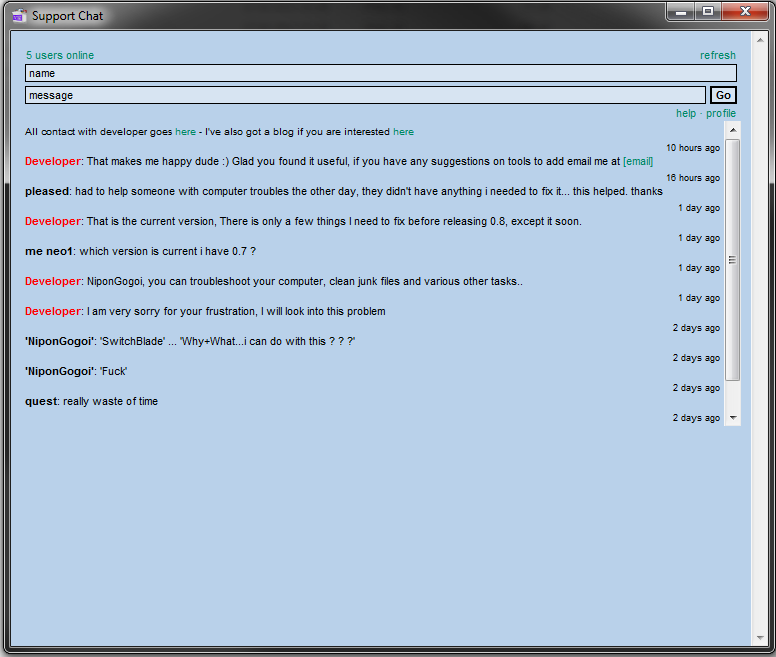 Support Chat
5 users online refresh
name
message Go
help - profile
All contact with developer goes here - I've also got a blog if you are interested here
10 hours ago
Developer: That makes me happy dude :) Glad you found it useful, if you have any suggestions on tools to add email me at [email]
16 hours ago
pleased: had to help someone with computer troubles the other day, they didn't have anything i needed to fix it... this helped. thanks
1 day ago
Developer: That is the current version, There is only a few things I need to fix before releasing 0.8, except it soon.
1 day ago
me neo1: which version is current i have 0.7 ?
1 day ago
Developer: NiponGogoi, you can troubleshoot your computer, clean junk files and various other tasks..
1 day ago
Developer: I am very sorry for your frustration, I will look into this problem
2 days ago
'NiponGogoi': 'SwitchBlade' ... 'Why+What...i can do with this ? ? ?'
2 days ago
'NiponGogoi': 'Fuck'
2 days ago
quest: really waste of time
2 days ago